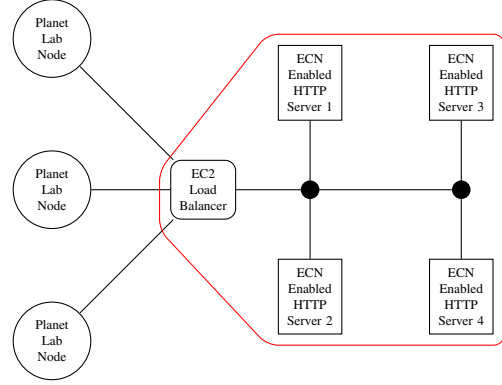 Planet
Lab
Node
ECN
Enabled
HTTP
Server 1
ECN
Enabled
HTTP
Server 3
Planet
Lab
Node
EC2
Load
Balancer
ECN
Enabled
HTTP
Server 2
ECN
Enabled
HTTP
Server 4
Planet
Lab
Node